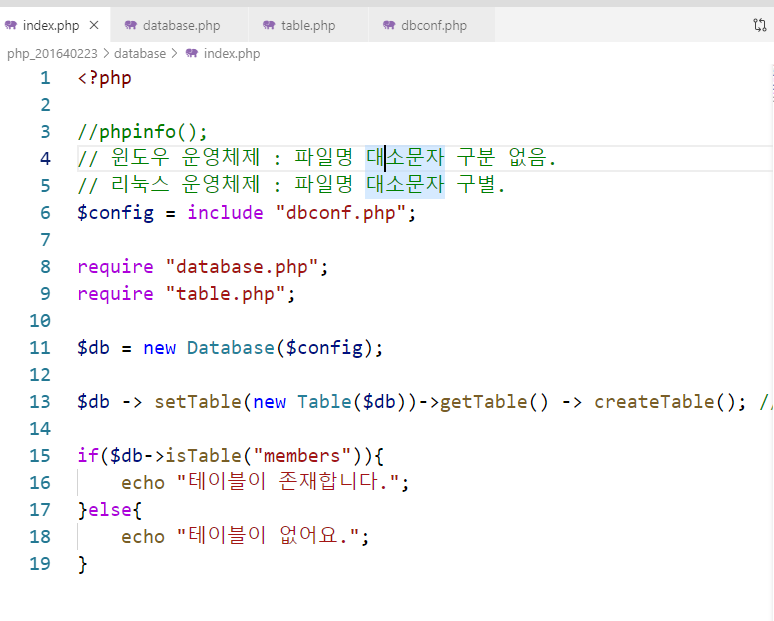 index.php × database.php table.php dbconf.php
php_201640223 > database > index.php
1 <?php
2
3 //phpinfo();
4 // 윈도우 운영체제 : 파일명 대소문자 구분 없음.
5 // 리눅스 운영체제 : 파일명 대소문자 구별.
6 $config = include "dbconf.php";
7
8 require "database.php";
9 require "table.php";
10
11 $db = new Database($config);
12
13 $db -> setTable(new Table($db))->getTable() -> createTable(); //
14
15 if($db->isTable("members")){
16 echo "테이블이 존재합니다.";
17 }else{
18 echo "테이블이 없어요.";
19 }